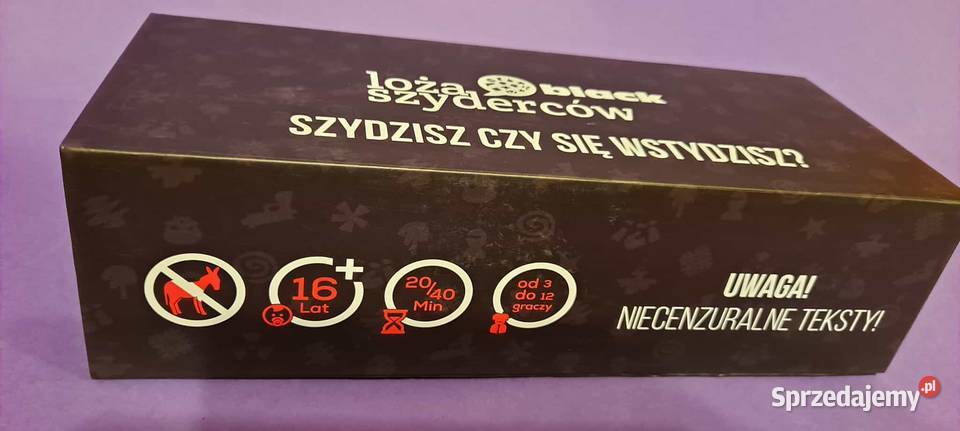 loża black
szyderców
SZYDZISZ CZY SIĘ WSTYDZISZ?
16+
Lat
20/40
Min
od 3
do 12
graczy
UWAGA!
NIECENZURALNE TEKSTY!
Sprzedajemy.pl